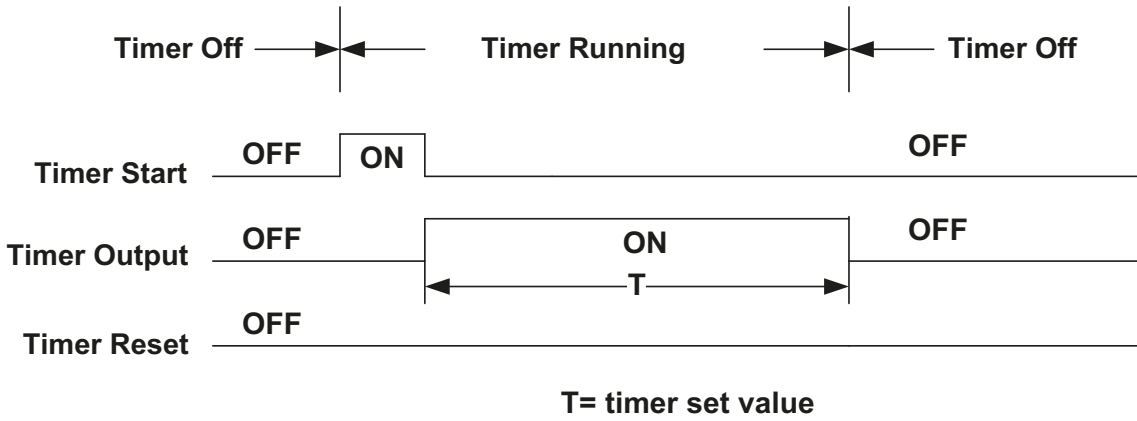 Timer Off
Timer Running
Timer Off
OFF
ON
OFF
Timer Start
OFF
ON
OFF
Timer Output
T
OFF
Timer Reset
T= timer set value